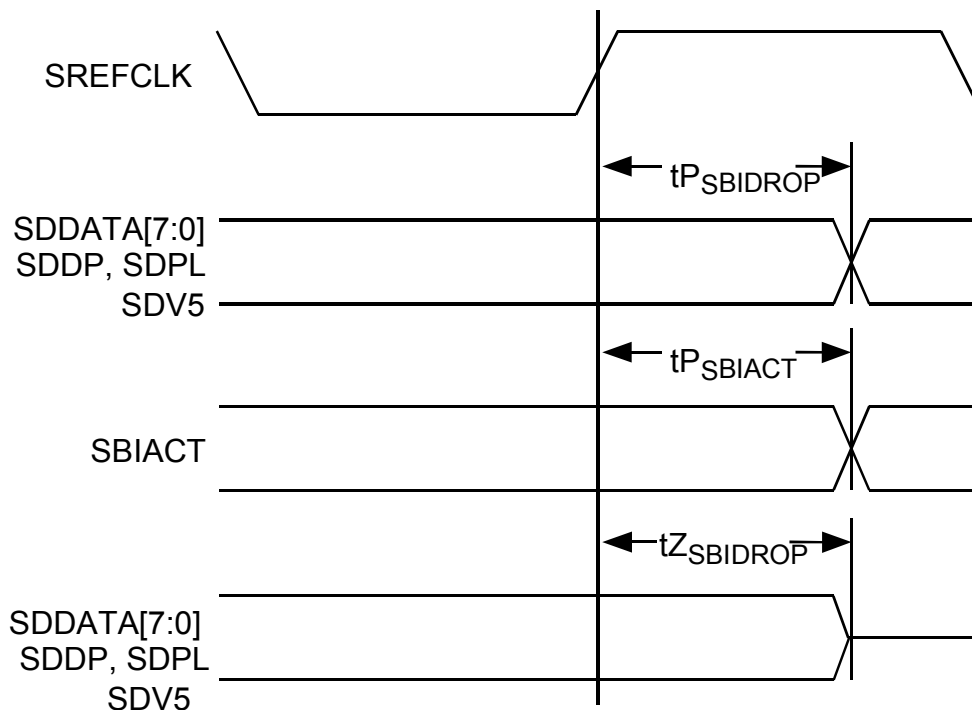 SREFCLK
tPSBIDROP
SDDATA[7:0]
SDDP, SDPL
SDV5
tPSBIACT
SBIACT
tZSBIDROP
SDDATA[7:0]
SDDP, SDPL
SDV5